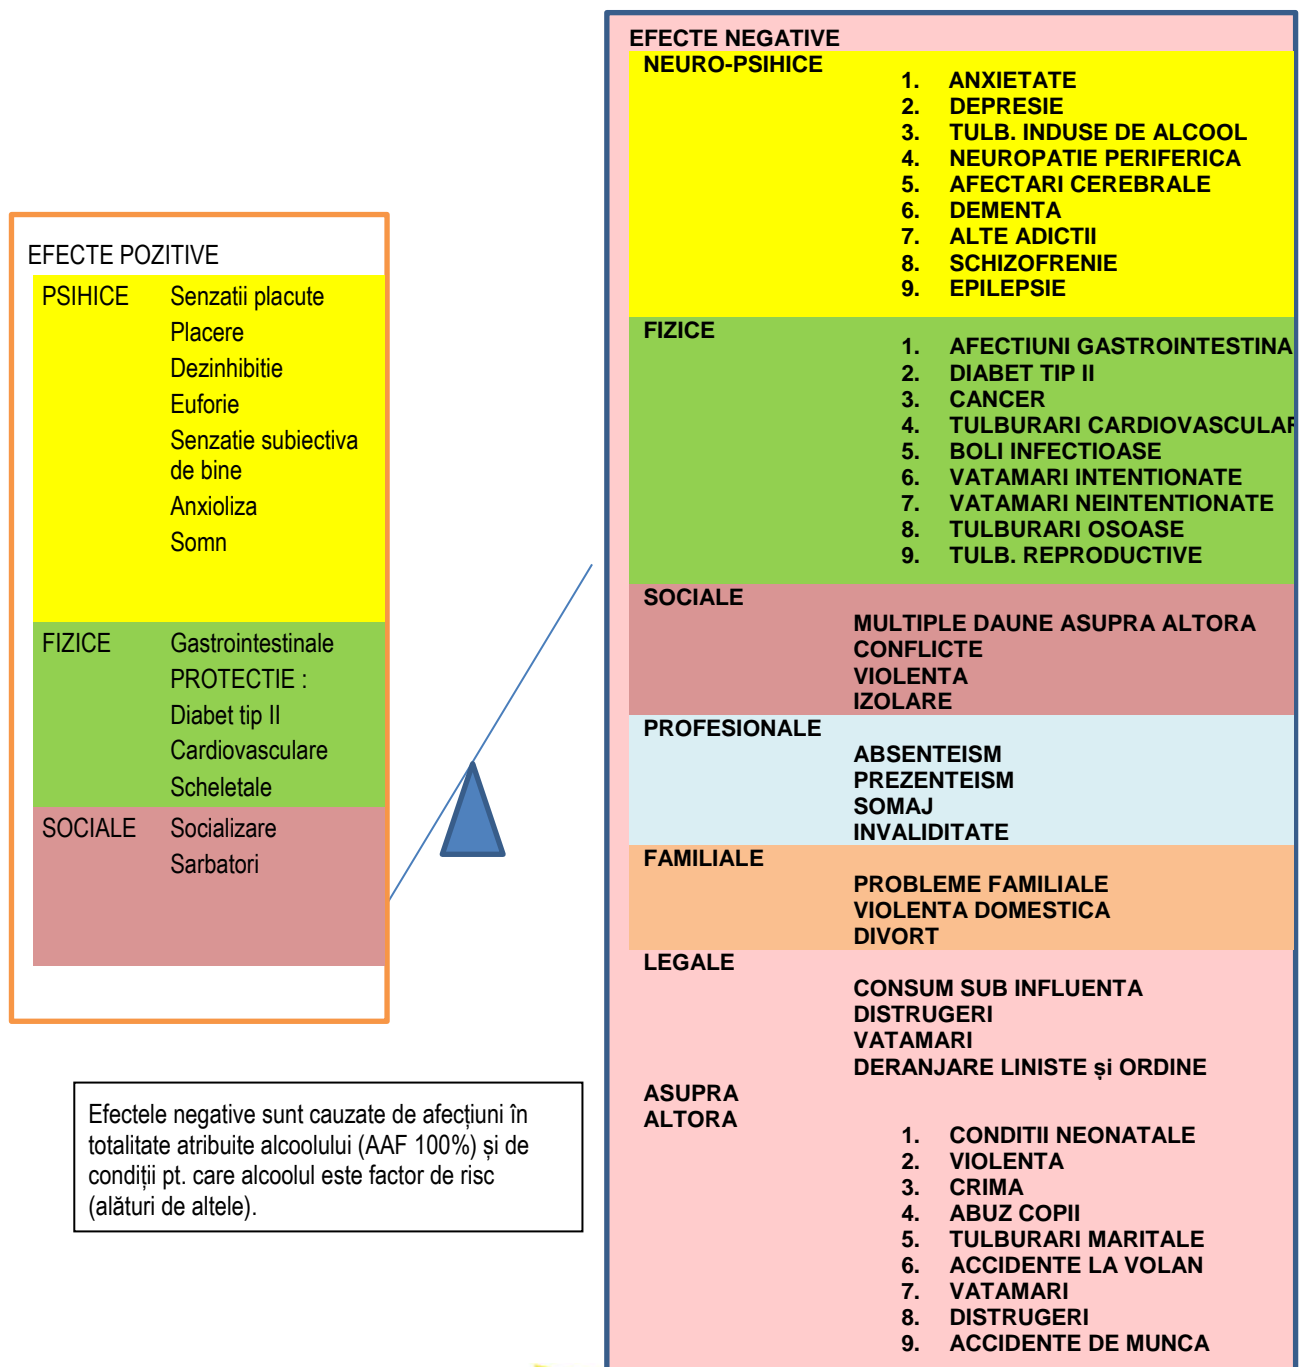 EFECTE POZITIVE
PSIHICE Senzatii placute
Placere
Dezinhibitie
Euforie
Senzatie subiectiva
de bine
Anxioliza
Somn
FIZICE Gastrointestinale
PROTECTIE :
Diabet tip II
Cardiovasculare
Scheletale
SOCIALE Socializare
Sarbatori
Efectele negative sunt cauzate de afecțiuni în
totalitate atribuite alcoolului (AAF 100%) și de
condiții pt. care alcoolul este factor de risc
(alături de altele).
EFECTE NEGATIVE
NEURO-PSIHICE
1. ANXIETATE
2. DEPRESIE
3. TULB. INDUSE DE ALCOOL
4. NEUROPATIE PERIFERICA
5. AFECTARI CEREBRALE
6. DEMENTA
7. ALTE ADICTII
8. SCHIZOFRENIE
9. EPILEPSIE
FIZICE
1. AFECTIUNI GASTROINTESTINA
2. DIABET TIP II
3. CANCER
4. TULBURARI CARDIOVASCULAR
5. BOLI INFECTIOASE
6. VATAMARI INTENTIONATE
7. VATAMARI NEINTENTIONATE
8. TULBURARI OSOASE
9. TULB. REPRODUCTIVE
SOCIALE
MULTIPLE DAUNE ASUPRA ALTORA
CONFLICTE
VIOLENTA
IZOLARE
PROFESIONALE
ABSENTEISM
PREZENTEISM
SOMAJ
INVALIDITATE
FAMILIALE
PROBLEME FAMILIALE
VIOLENTA DOMESTICA
DIVORT
LEGALE
CONSUM SUB INFLUENTA
DISTRUGERI
VATAMARI
DERANJARE LINISTE și ORDINE
ASUPRA
ALTORA
1. CONDITII NEONATALE
2. VIOLENTA
3. CRIMA
4. ABUZ COPII
5. TULBURARI MARITALE
6. ACCIDENTE LA VOLAN
7. VATAMARI
8. DISTRUGERI
9. ACCIDENTE DE MUNCA